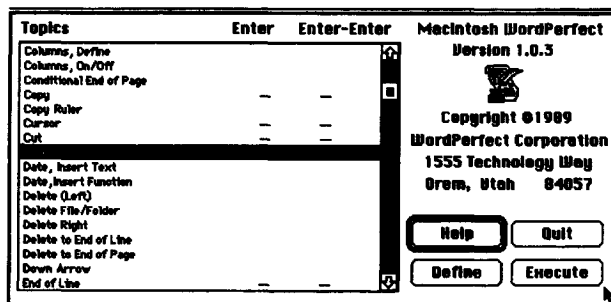 Topics Enter Enter-Enter
Columns, Define
Columns, On/Off
Conditional End of Page
Copy — —
Copy Ruler
Cursor — —
Cut — —
Date, Insert Text
Date, Insert Function
Delete (Left)
Delete File/Folder
Delete Right
Delete to End of Line
Delete to End of Page
Down Arrow
End of Line — —
Macintosh WordPerfect
Version 1.0.3
Copyright ©1989
WordPerfect Corporation
1555 Technology Way
Orem, Utah 84057
Help Quit
Define Execute